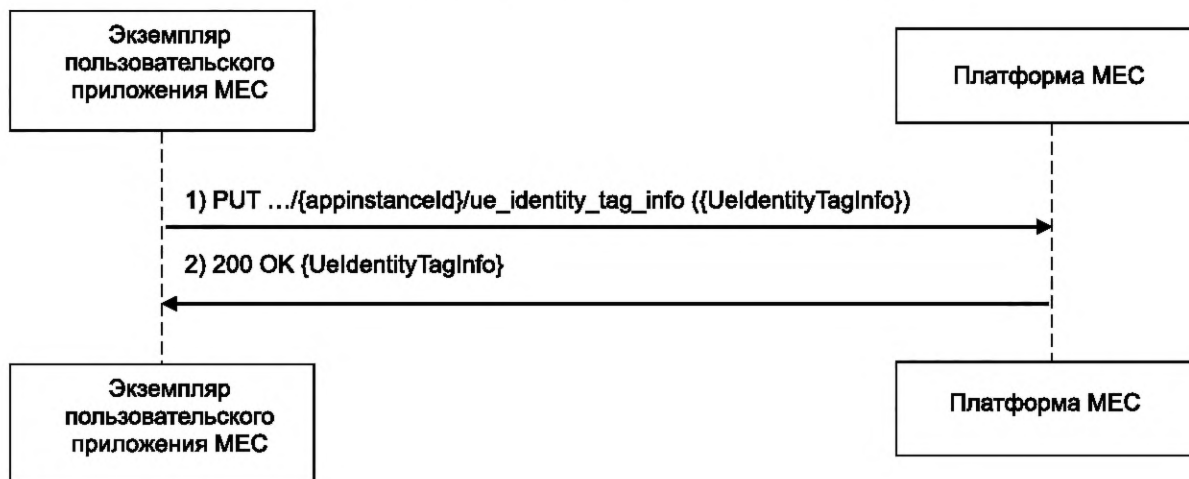 Экземпляр
пользовательского
приложения МЕС
Платформа МЕС
1) PUT …/{appinstanceId}/ue_identity_tag_info ({UeIdentityTagInfo})
2) 200 OK {UeIdentityTagInfo}
Экземпляр
пользовательского
приложения МЕС
Платформа МЕС